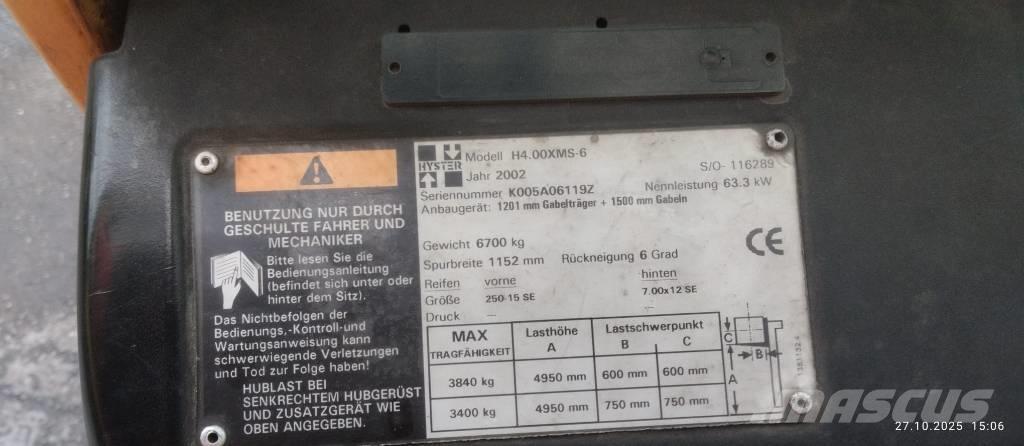 BENUTZUNG NUR DURCH
GESCHULTE FAHRER UND
MECHANIKER
Bitte lesen Sie die
Bedienungsanleitung
(befindet sich unter oder
hinter dem Sitz).
Das Nichtbefolgen der
Bedienungs,-Kontroll-und
Wartungsanweisung kann
schwerwiegende Verletzungen
und Tod zur Folge haben!
HUBLAST BEI
SENKRECHTEM HUBGERÜST
UND ZUSATZGERÄT WIE
OBEN ANGEGEBEN.
HYSTER
Modell H4.00XMS-6
Jahr 2002 S/O- 116289
Seriennummer K005A06119Z Nennleistung 63.3 kW
Anbaugerät: 1201 mm Gabelträger + 1500 mm Gabeln
Gewicht 6700 kg
Spurbreite 1152 mm Rückneigung 6 Grad
Reifen vorne hinten
Größe 250-15 SE 7.00x12 SE
Druck – –
CE
MAX TRAGFÄHIGKEIT Lasthöhe A Lastschwerpunkt B C
3840 kg 4950 mm 600 mm 600 mm
3400 kg 4950 mm 750 mm 750 mm
C
B
A
MASCUS
27.10.2025 15:06